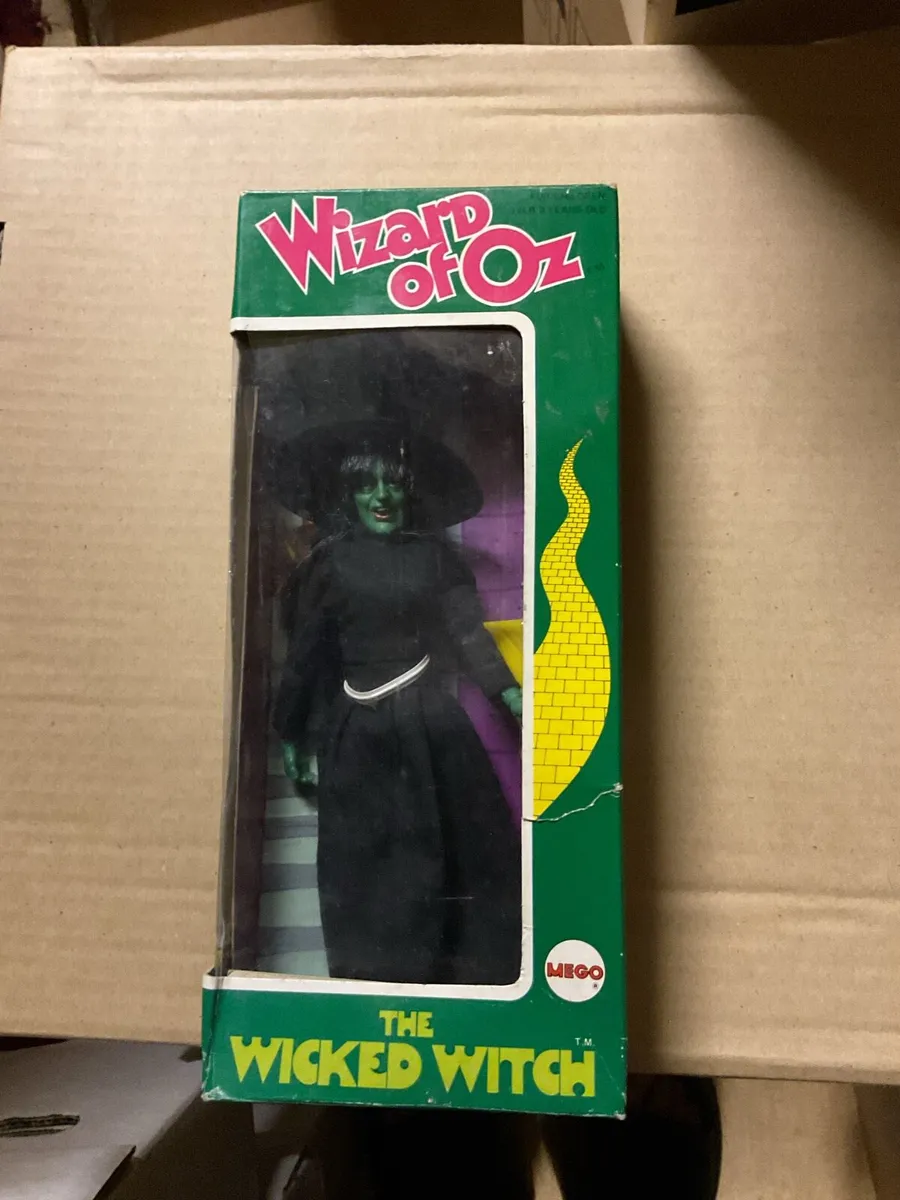 Wizard
of Oz
MEGO
®
THE
WICKED WITCH
T.M.